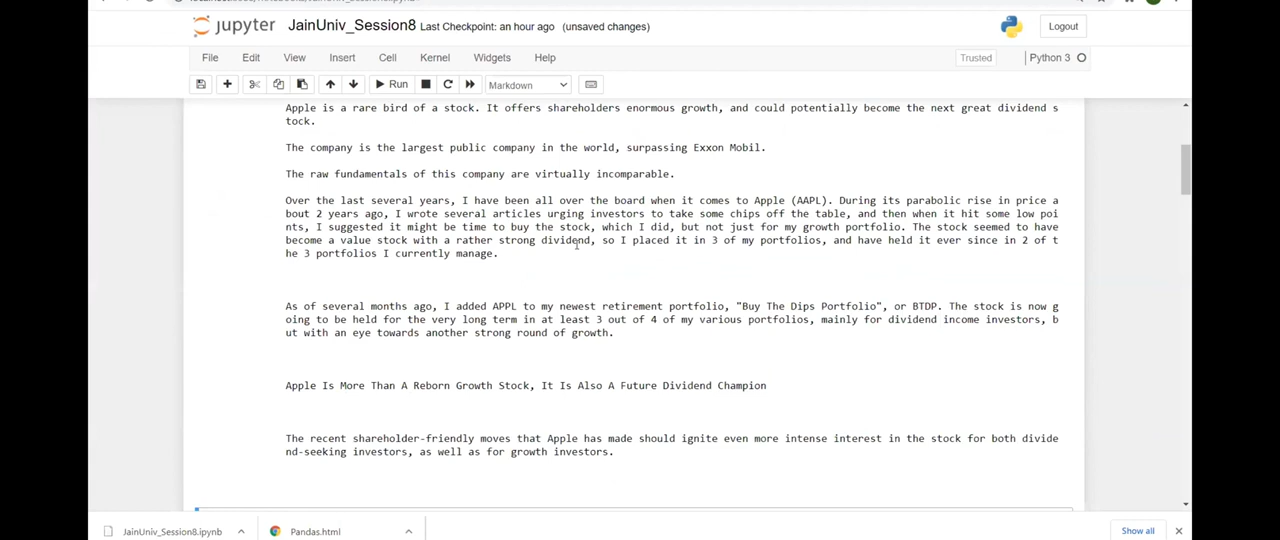 jupyter JainUniv_Session8 Last Checkpoint: an hour ago (unsaved changes) Logout
File Edit View Insert Cell Kernel Widgets Help Trusted Python 3
Run Markdown
Apple is a rare bird of a stock. It offers shareholders enormous growth, and could potentially become the next great dividend s
tock.
The company is the largest public company in the world, surpassing Exxon Mobil.
The raw fundamentals of this company are virtually incomparable.
Over the last several years, I have been all over the board when it comes to Apple (AAPL). During its parabolic rise in price a
bout 2 years ago, I wrote several articles urging investors to take some chips off the table, and then when it hit some low poi
nts, I suggested it might be time to buy the stock, which I did, but not just for my growth portfolio. The stock seemed to have
become a value stock with a rather strong dividend, so I placed it in 3 of my portfolios, and have held it ever since in 2 of t
he 3 portfolios I currently manage.
As of several months ago, I added APPL to my newest retirement portfolio, "Buy The Dips Portfolio", or BTDP. The stock is now g
oing to be held for the very long term in at least 3 out of 4 of my various portfolios, mainly for dividend income investors, b
ut with an eye towards another strong round of growth.
Apple Is More Than A Reborn Growth Stock, It Is Also A Future Dividend Champion
The recent shareholder-friendly moves that Apple has made should ignite even more intense interest in the stock for both divide
nd-seeking investors, as well as for growth investors.
JainUniv_Session8.ipynb Pandas.html Show all